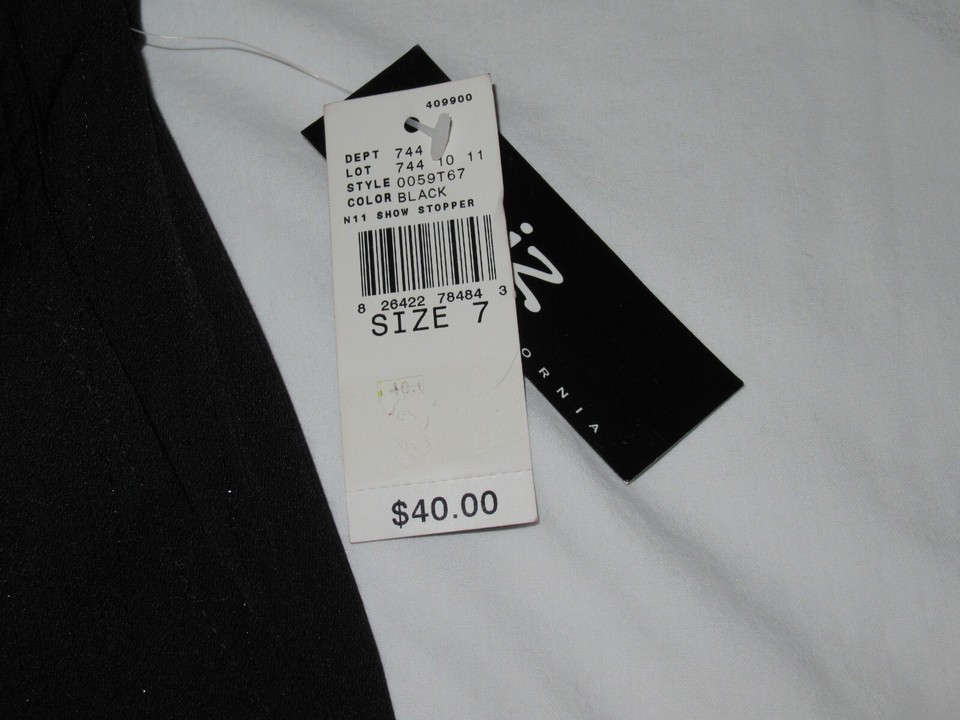 409900
DEPT 744
LOT 744 10 11
STYLE 0059T67
COLOR BLACK
N11 SHOW STOPPER
8 26422 78484 3
SIZE 7
$40.00
ORNIA